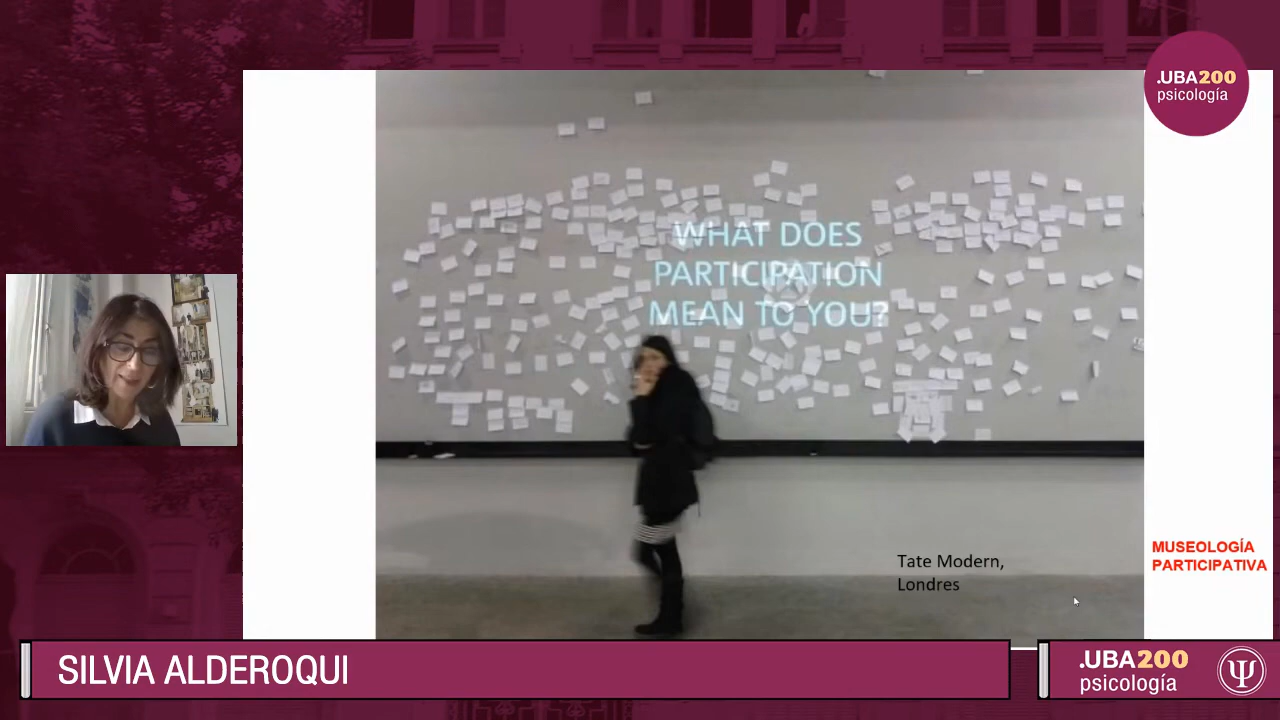 .UBA200
psicología
WHAT DOES
PARTICIPATION
MEAN TO YOU?
Tate Modern,
Londres
MUSEOLOGÍA
PARTICIPATIVA
SILVIA ALDEROQUI
.UBA200
psicología